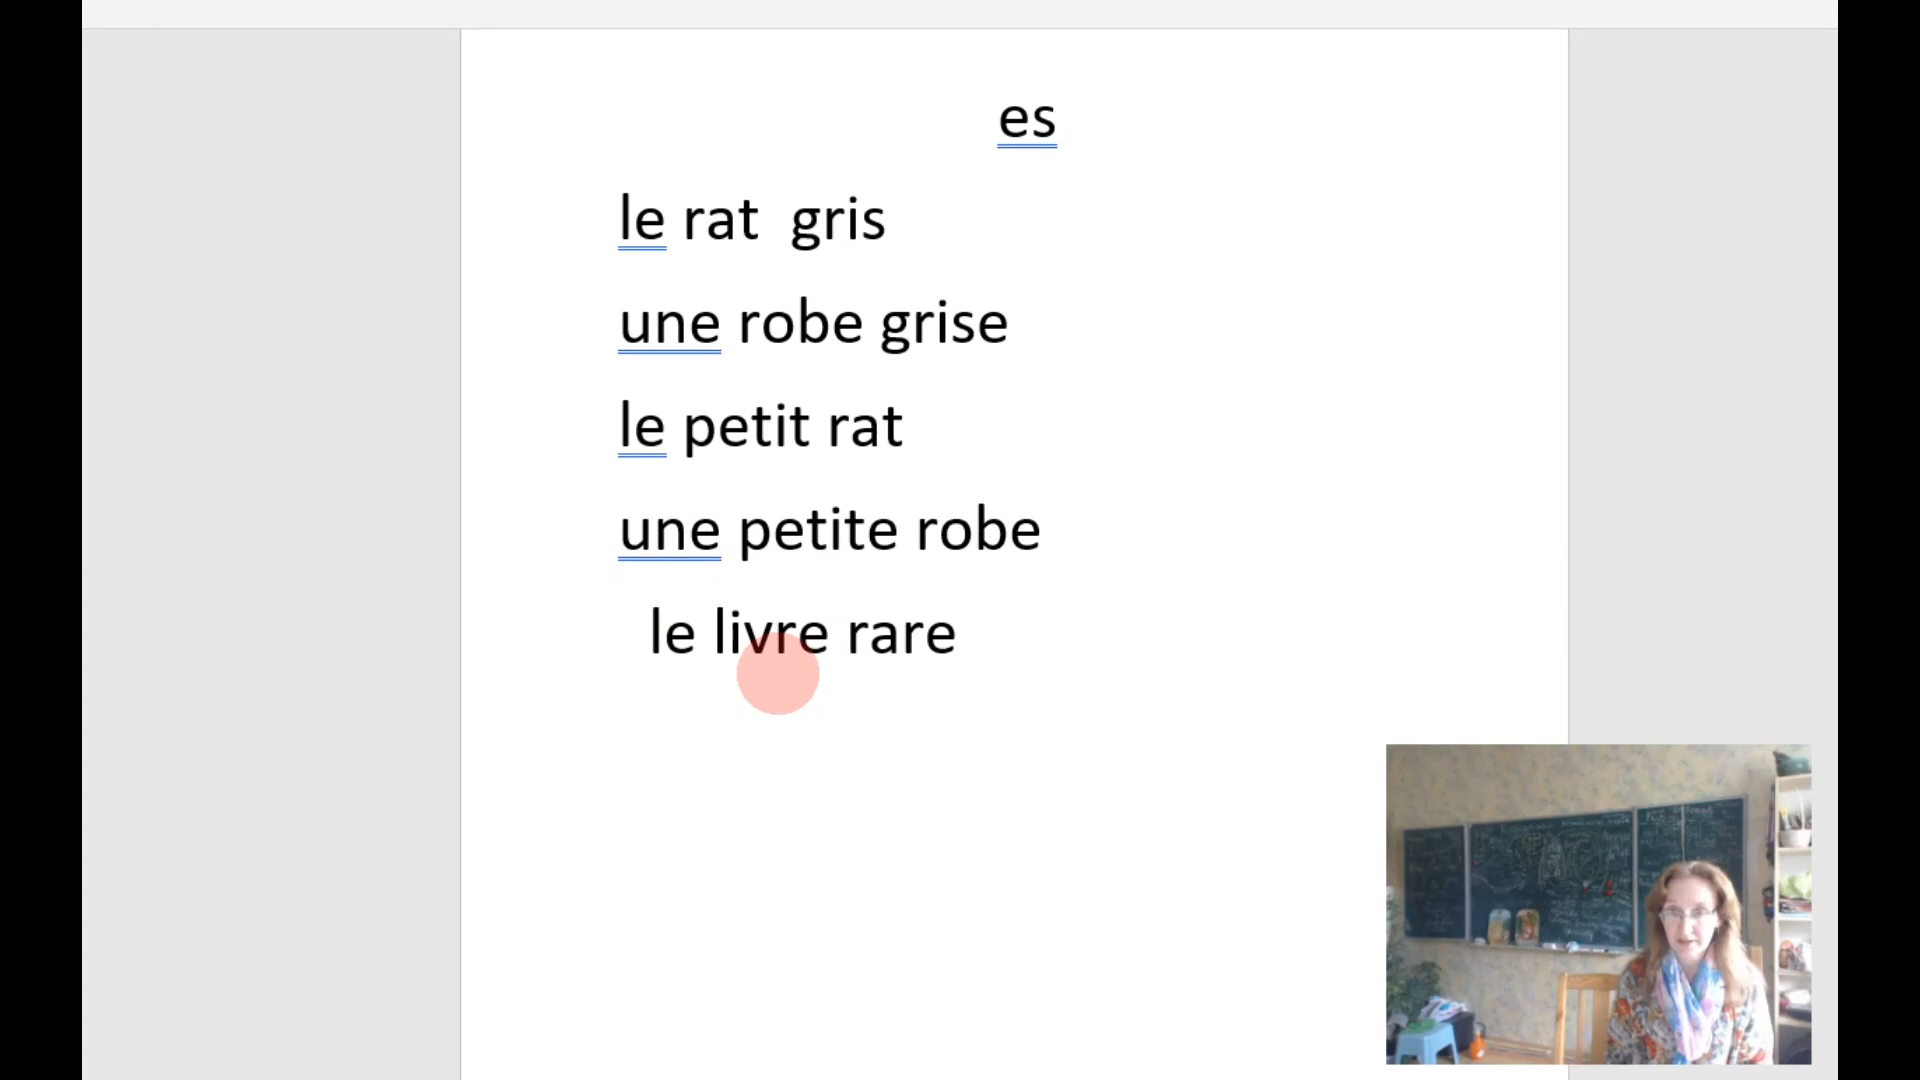 es
le rat  gris
une robe grise
le petit rat
une petite robe
le livre rare